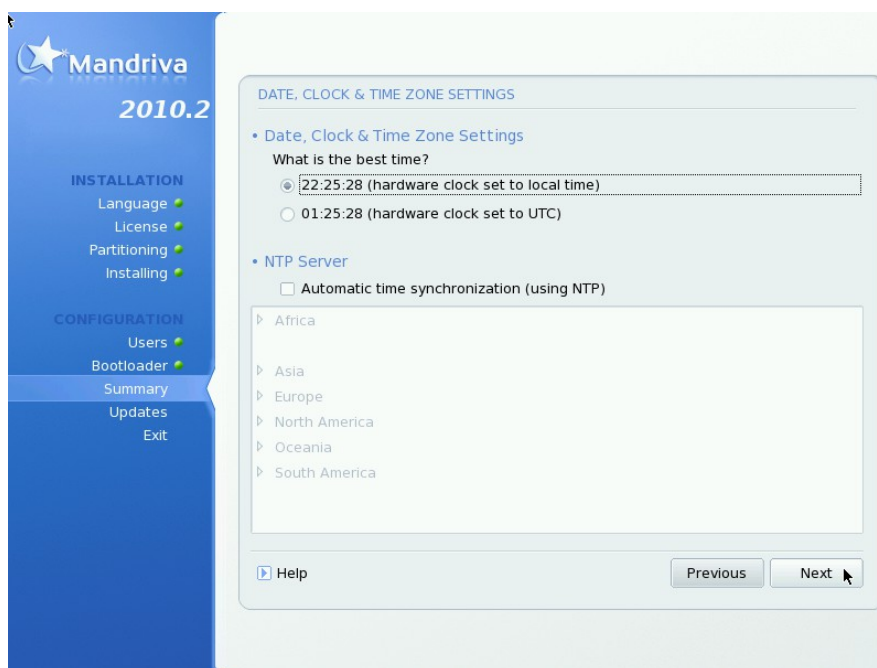 Mandriva
2010.2
INSTALLATION
Language
License
Partitioning
Installing
CONFIGURATION
Users
Bootloader
Summary
Updates
Exit
DATE, CLOCK & TIME ZONE SETTINGS
• Date, Clock & Time Zone Settings
What is the best time?
22:25:28 (hardware clock set to local time)
01:25:28 (hardware clock set to UTC)
• NTP Server
Automatic time synchronization (using NTP)
Africa
Asia
Europe
North America
Oceania
South America
Help
Previous
Next